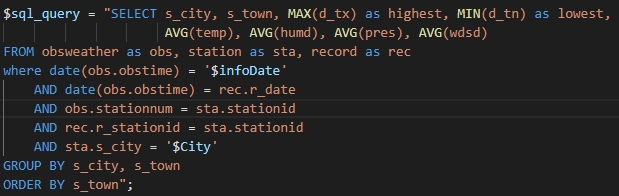 $sql_query = "SELECT s_city, s_town, MAX(d_tx) as highest, MIN(d_tn) as lowest,
AVG(temp), AVG(humd), AVG(pres), AVG(wdsd)
FROM obsweather as obs, station as sta, record as rec
where date(obs.obstime) = '$infoDate'
AND date(obs.obstime) = rec.r_date
AND obs.stationnum = sta.stationid
AND rec.r_stationid = sta.stationid
AND sta.s_city = '$City'
GROUP BY s_city, s_town
ORDER BY s_town";